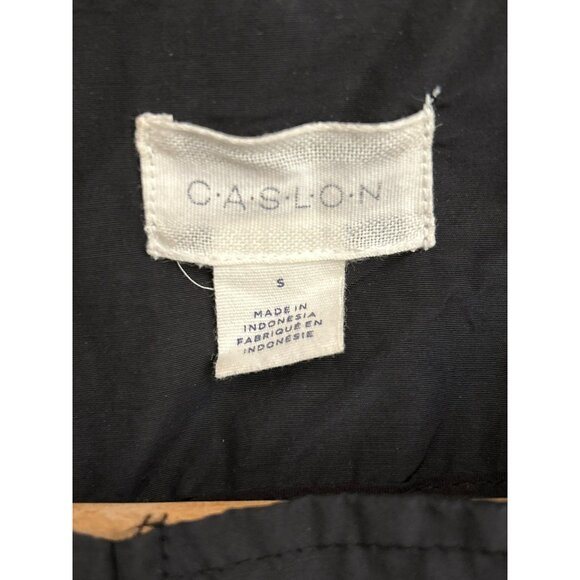 C·A·S·L·O·N
S
MADE IN
INDONESIA
FABRIQUÉ EN
INDONÉSIE